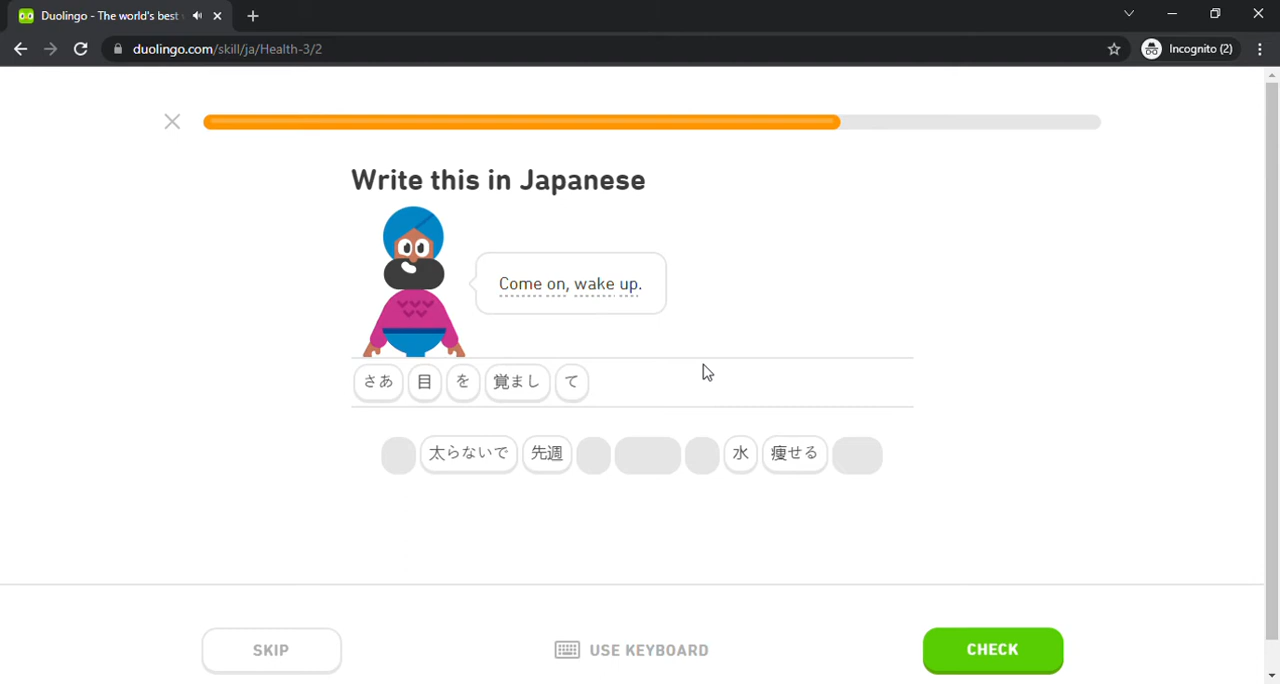 Duolingo - The world's best
duolingo.com/skill/ja/Health-3/2
Incognito (2)
Write this in Japanese
Come on, wake up.
さあ 目 を 覚まし て
太らないで 先週 水 痩せる
SKIP
USE KEYBOARD
CHECK